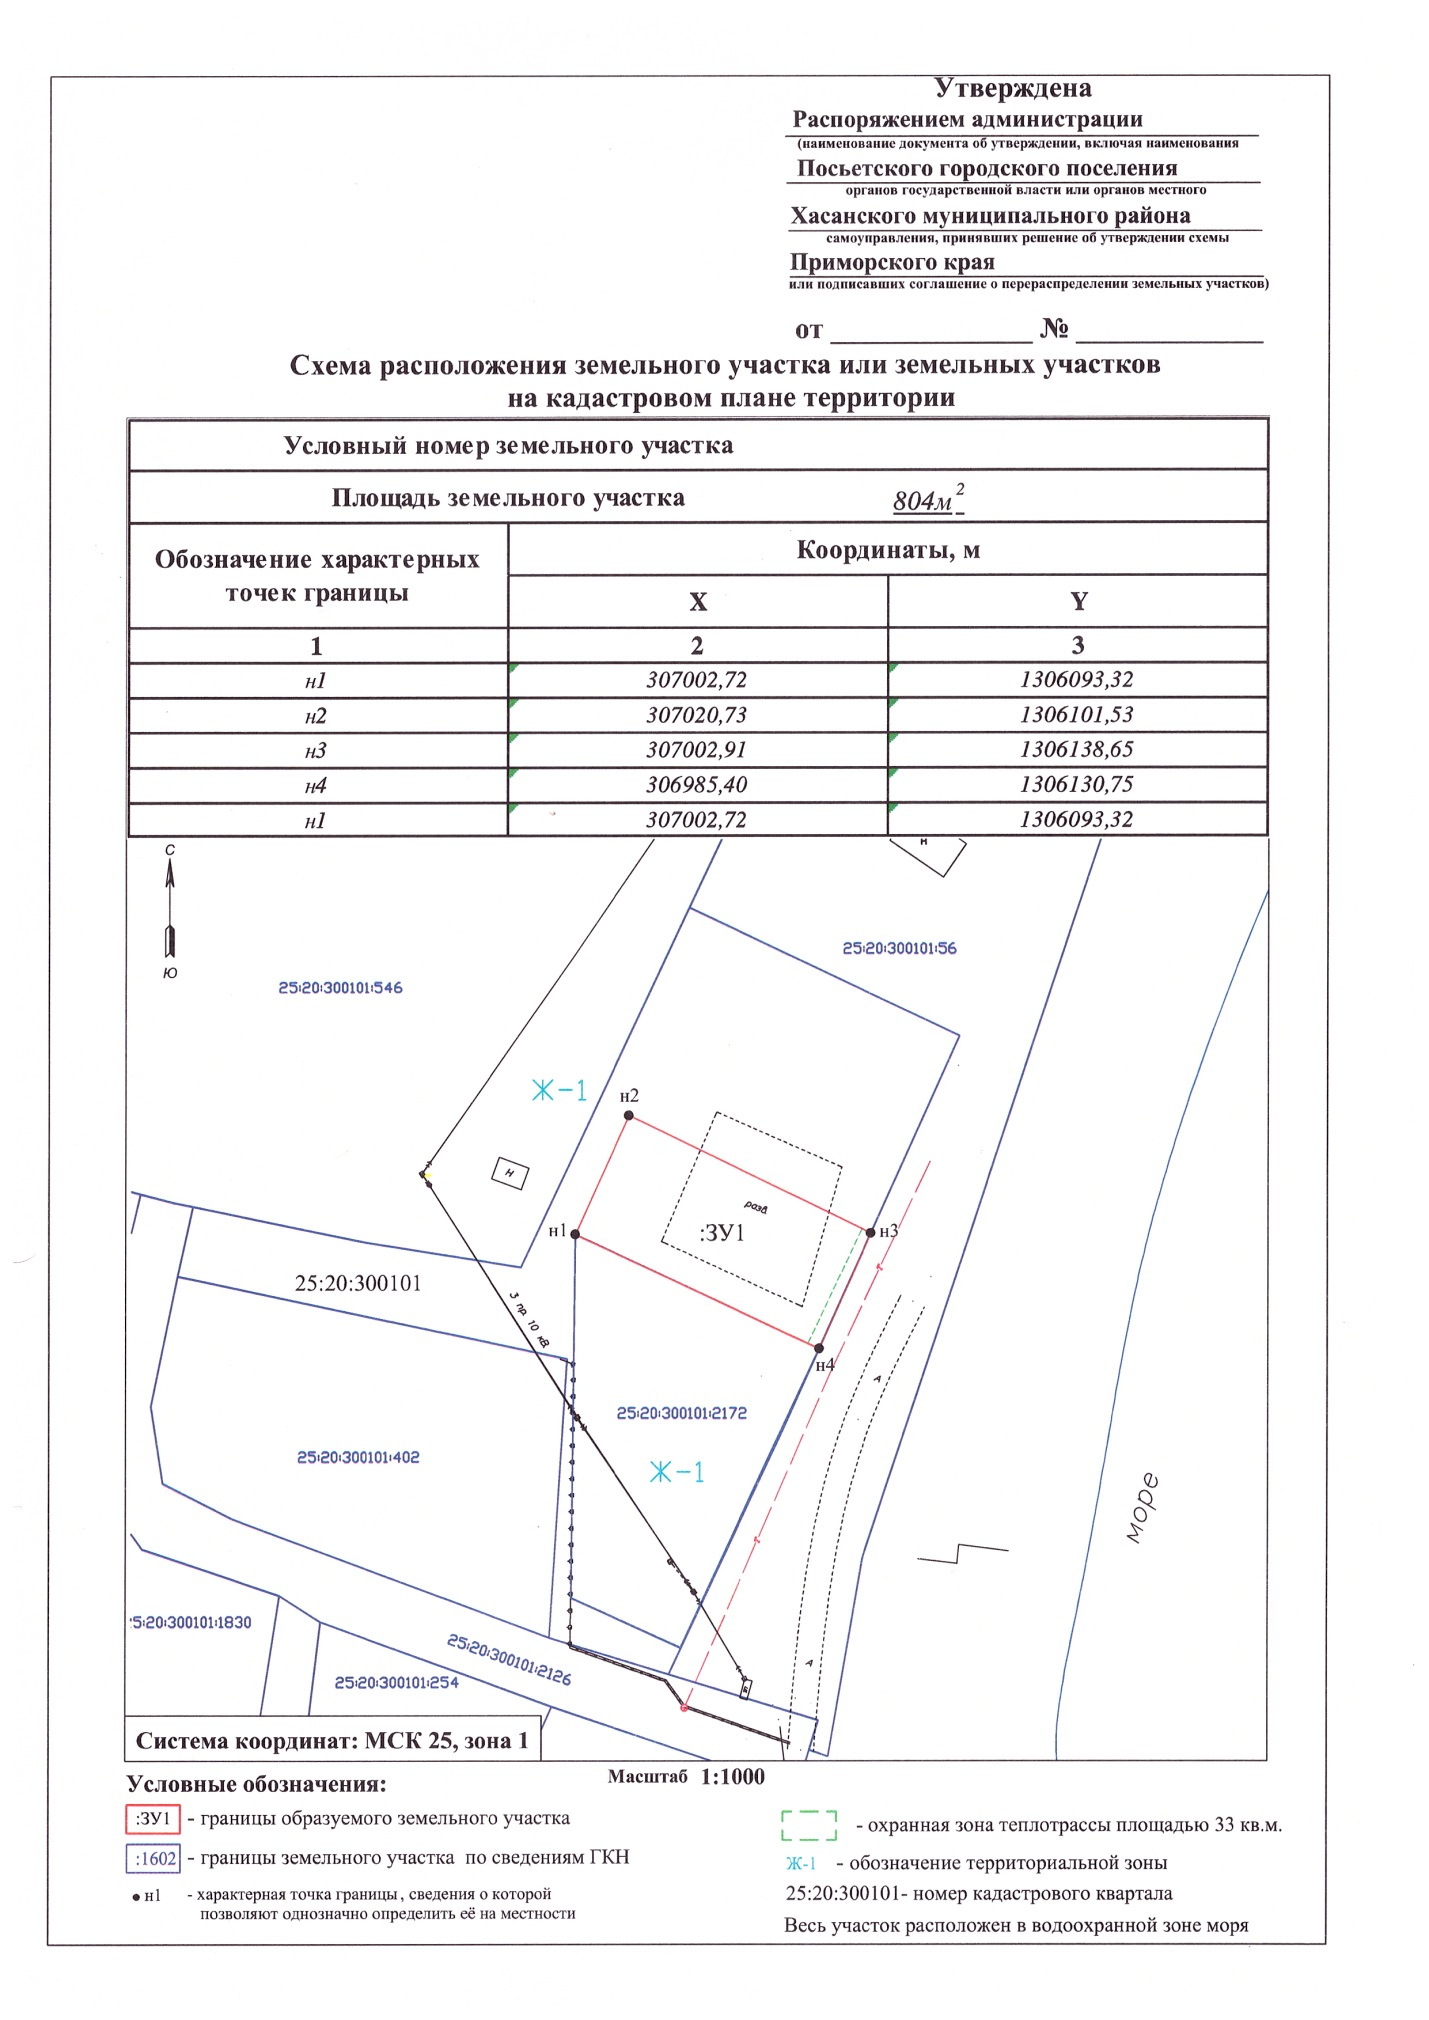 Утверждена
Распоряжением администрации
(наименование документа об утверждении, включая наименования
Посьетского городского поселения
органов государственной власти или органов местного
Хасанского муниципального района
самоуправления, принявших решение об утверждении схемы
Приморского края
или подписавших соглашение о перераспределении земельных участков)
от ______________ № ______________
Схема расположения земельного участка или земельных участков
на кадастровом плане территории
Условный номер земельного участка
Площадь земельного участка 804м²
Обозначение характерных точек границы
Координаты, м
X Y
1 2 3
н1 307002,72 1306093,32
н2 307020,73 1306101,53
н3 307002,91 1306138,65
н4 306985,40 1306130,75
н1 307002,72 1306093,32
С
Ю
Н
25:20:300101:56
25:20:300101:546
Ж-1
н2
Н
разв.
н1
:ЗУ1
н3
25:20:300101
3 пр. 10 кВ.
т
н4
А
25:20:300101:2172
25:20:300101:402
Ж-1
море
т
25:20:300101:1830
25:20:300101:2126
25:20:300101:254
А
Система координат: МСК 25, зона 1
Масштаб 1:1000
Условные обозначения:
:ЗУ1 - границы образуемого земельного участка
:1602 - границы земельного участка по сведениям ГКН
н1 - характерная точка границы, сведения о которой
позволяют однозначно определить её на местности
- охранная зона теплотрассы площадью 33 кв.м.
Ж-1 - обозначение территориальной зоны
25:20:300101- номер кадастрового квартала
Весь участок расположен в водоохранной зоне моря